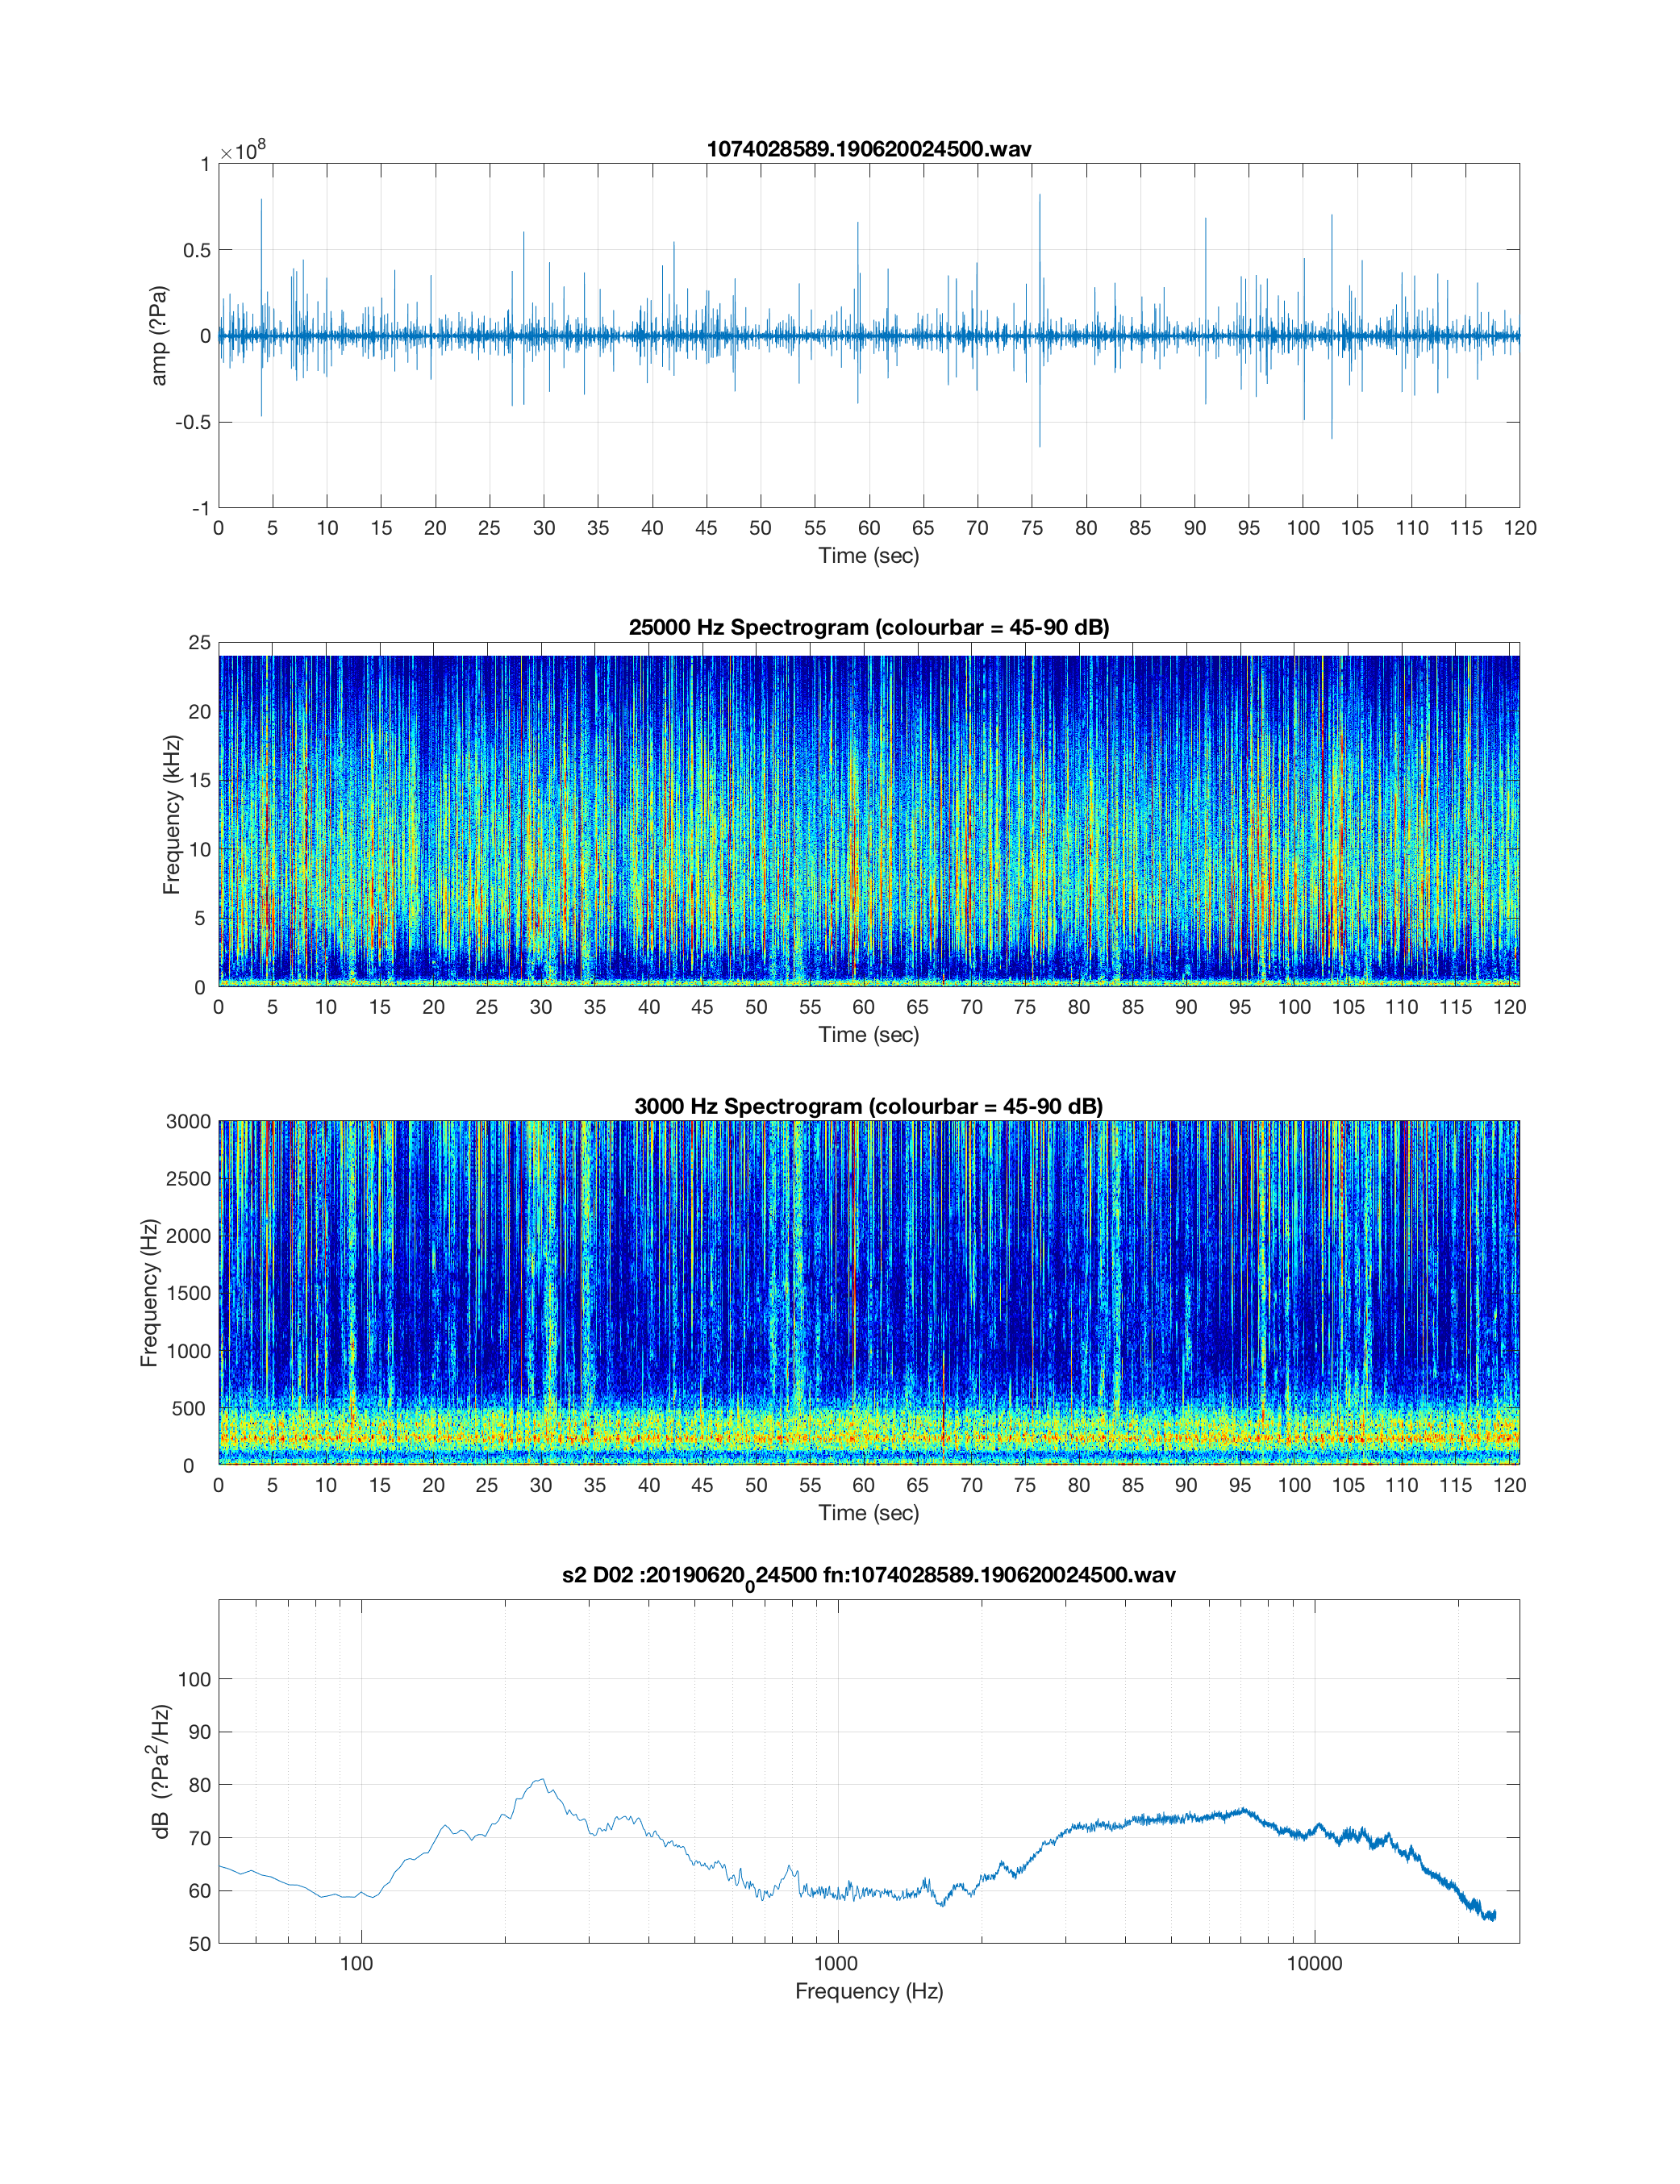 1074028589.190620024500.wav
×10⁸
1
0.5
0
-0.5
-1
amp (?Pa)
0 5 10 15 20 25 30 35 40 45 50 55 60 65 70 75 80 85 90 95 100 105 110 115 120
Time (sec)
25000 Hz Spectrogram (colourbar = 45-90 dB)
25
20
15
10
5
0
Frequency (kHz)
0 5 10 15 20 25 30 35 40 45 50 55 60 65 70 75 80 85 90 95 100 105 110 115 120
Time (sec)
3000 Hz Spectrogram (colourbar = 45-90 dB)
3000
2500
2000
1500
1000
500
0
Frequency (Hz)
0 5 10 15 20 25 30 35 40 45 50 55 60 65 70 75 80 85 90 95 100 105 110 115 120
Time (sec)
s2 D02 :20190620₀24500 fn:1074028589.190620024500.wav
100
90
80
70
60
50
dB (?Pa²/Hz)
100 1000 10000
Frequency (Hz)